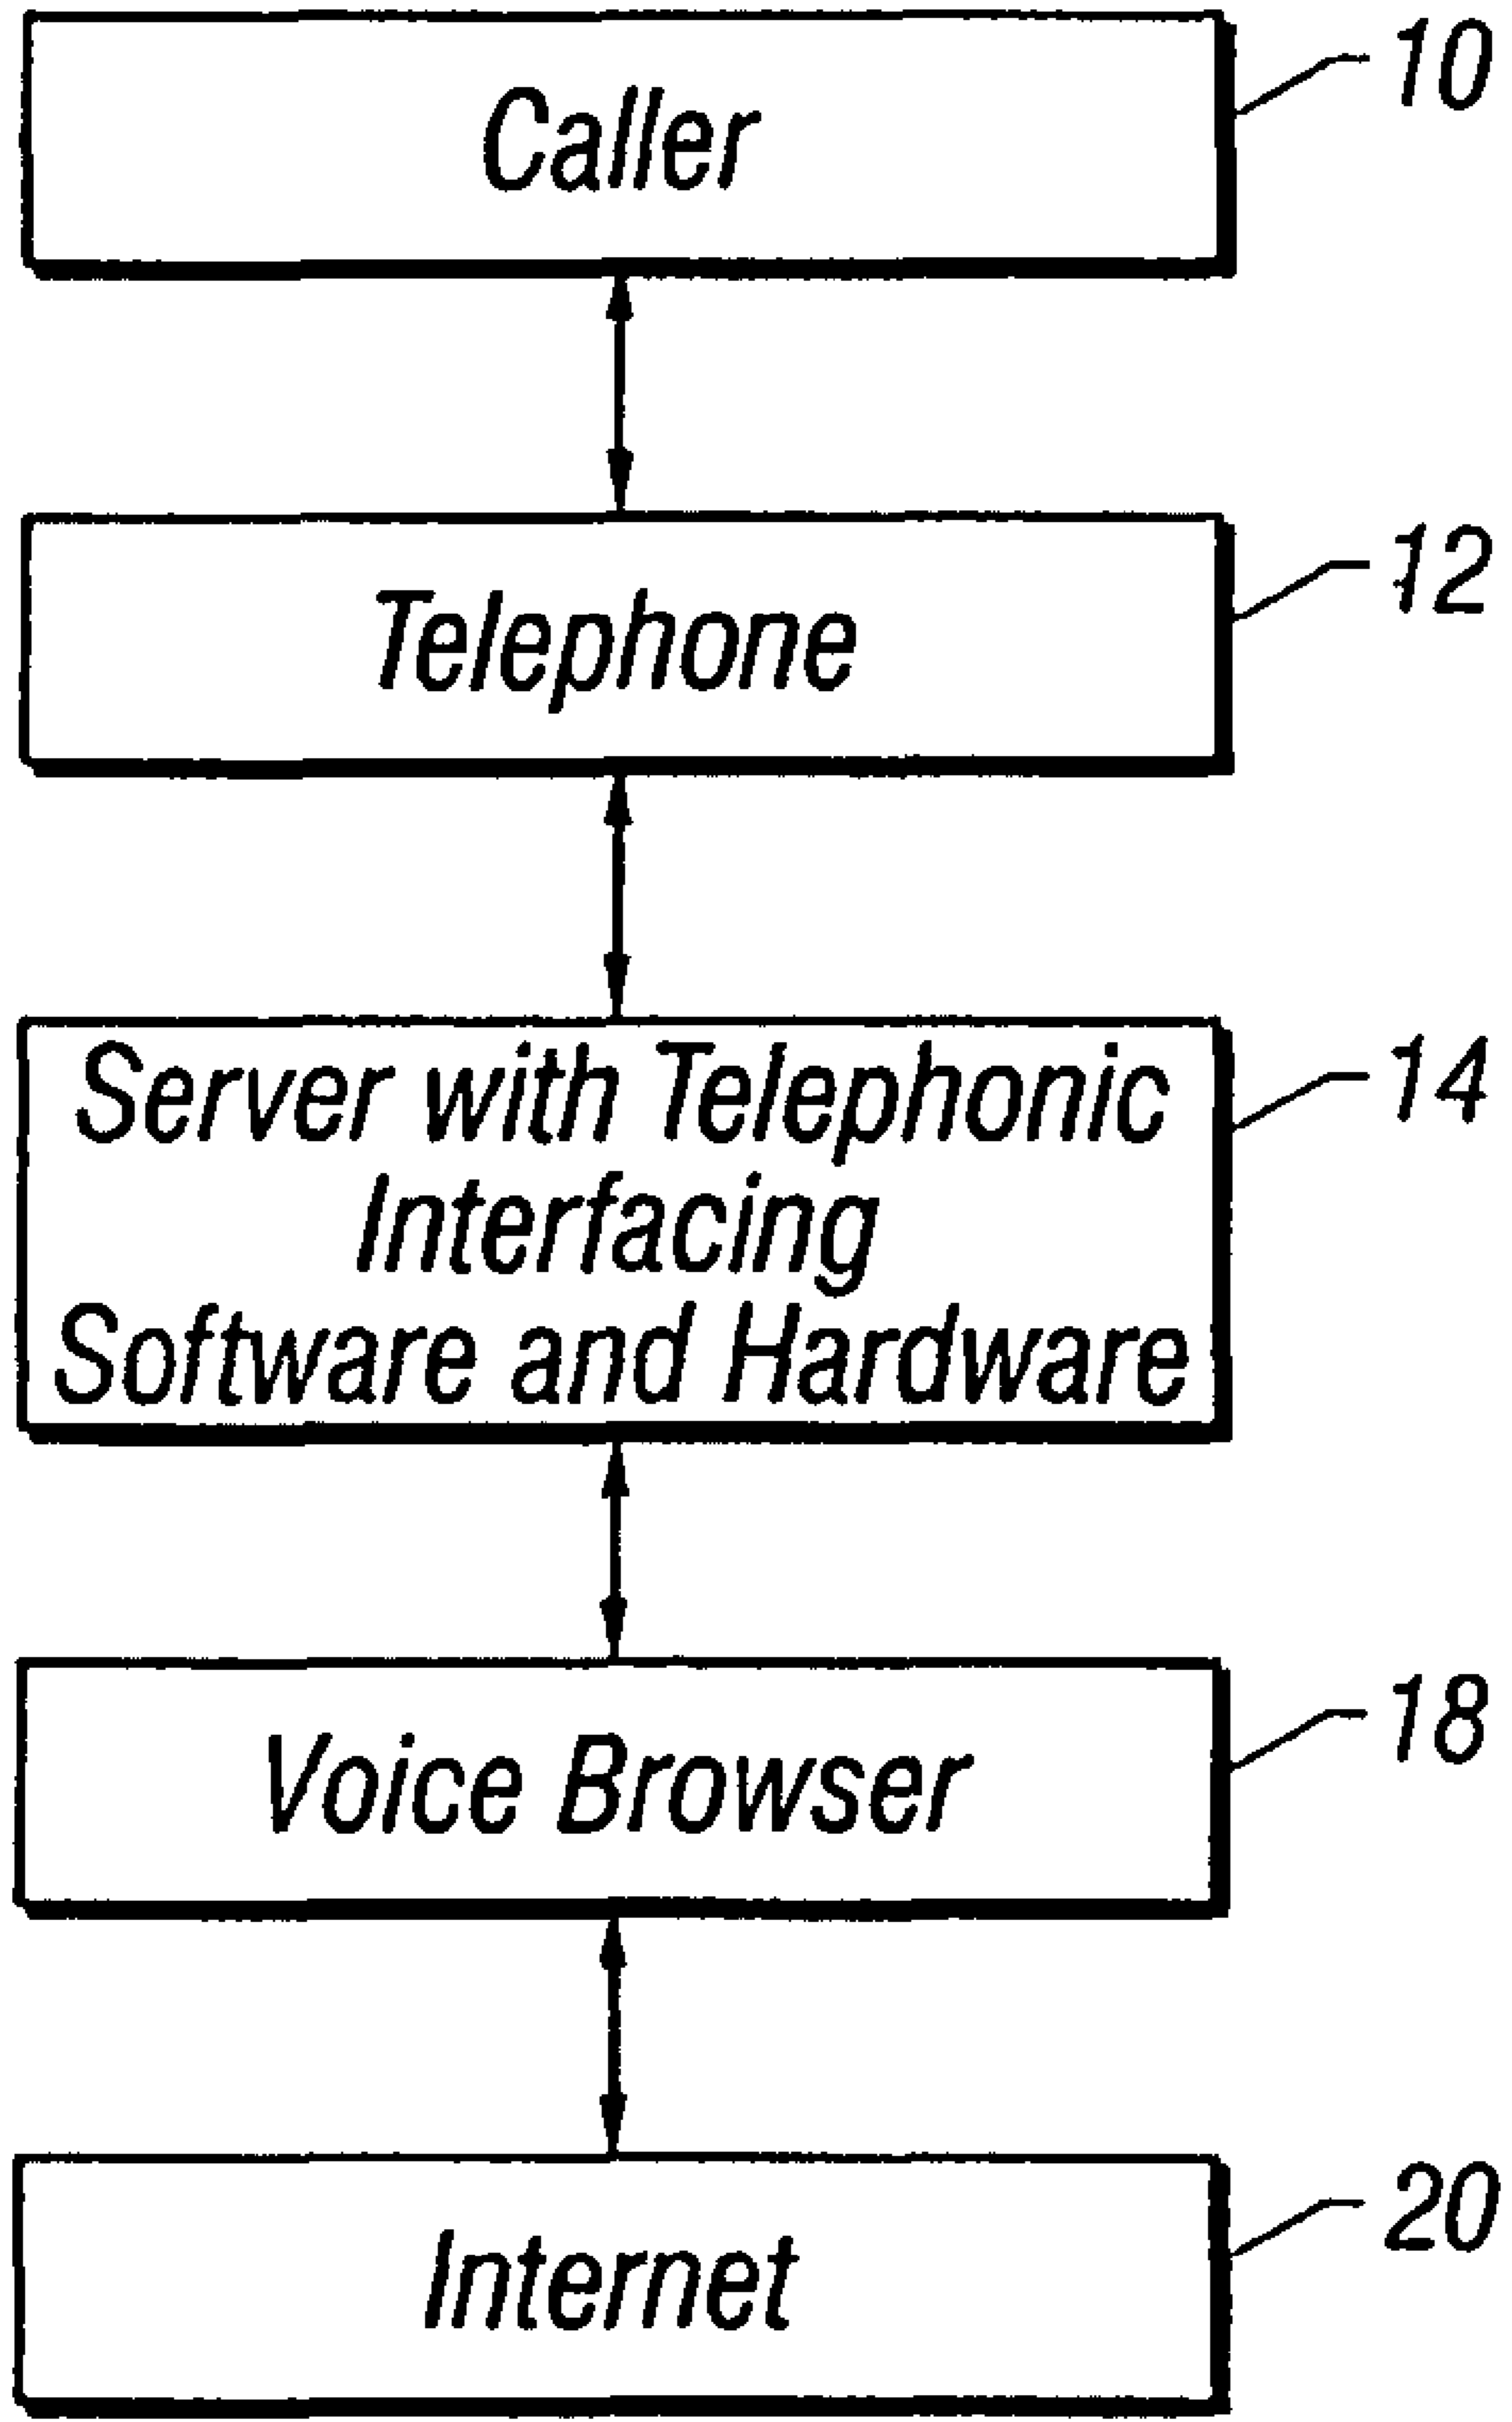 Caller
10
Telephone
12
Server with Telephonic
Interfacing
Software and Hardware
14
Voice Browser
18
Internet
20